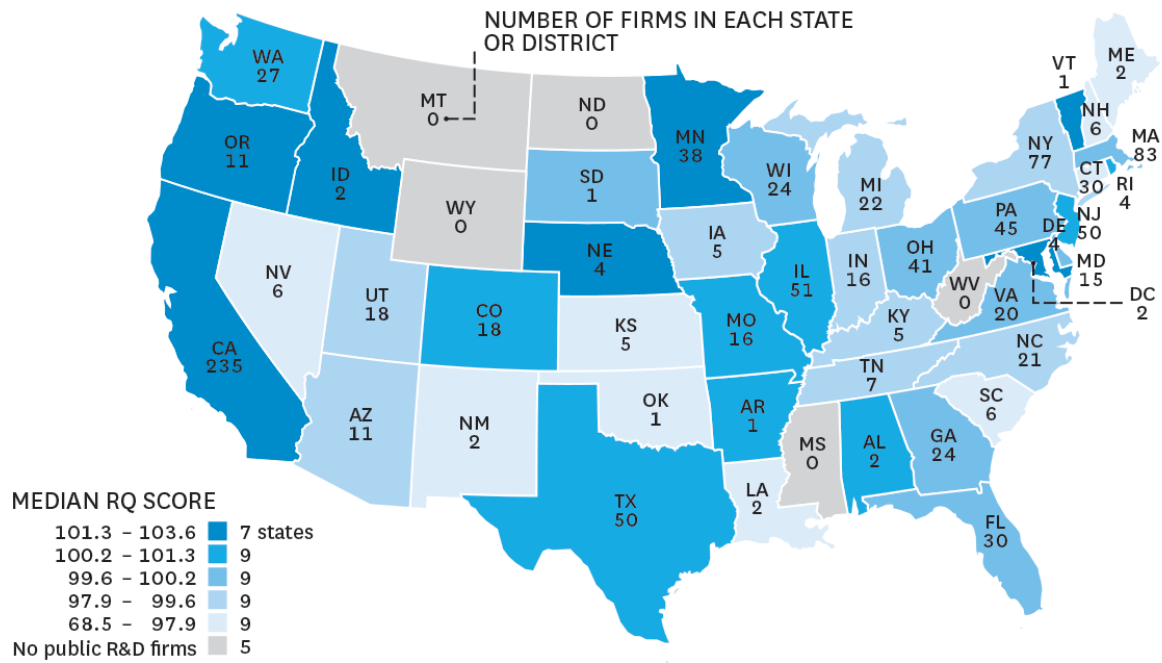 NUMBER OF FIRMS IN EACH STATE
OR DISTRICT
WA
27
MT
0
ND
0
MN
38
VT
1
ME
2
NH
6
OR
11
ID
2
SD
1
WI
24
MI
22
NY
77
MA
83
CT
30
RI
4
WY
0
IA
5
PA
45
NJ
50
DE
4
NV
6
UT
18
CO
18
NE
4
IL
51
IN
16
OH
41
WV
0
MD
15
VA
20
DC
2
CA
235
KS
5
MO
16
KY
5
NC
21
TN
7
AZ
11
NM
2
OK
1
AR
1
SC
6
MS
0
AL
2
GA
24
TX
50
LA
2
FL
30
MEDIAN RQ SCORE
101.3 – 103.6 7 states
100.2 – 101.3 9
99.6 – 100.2 9
97.9 – 99.6 9
68.5 – 97.9 9
No public R&D firms 5